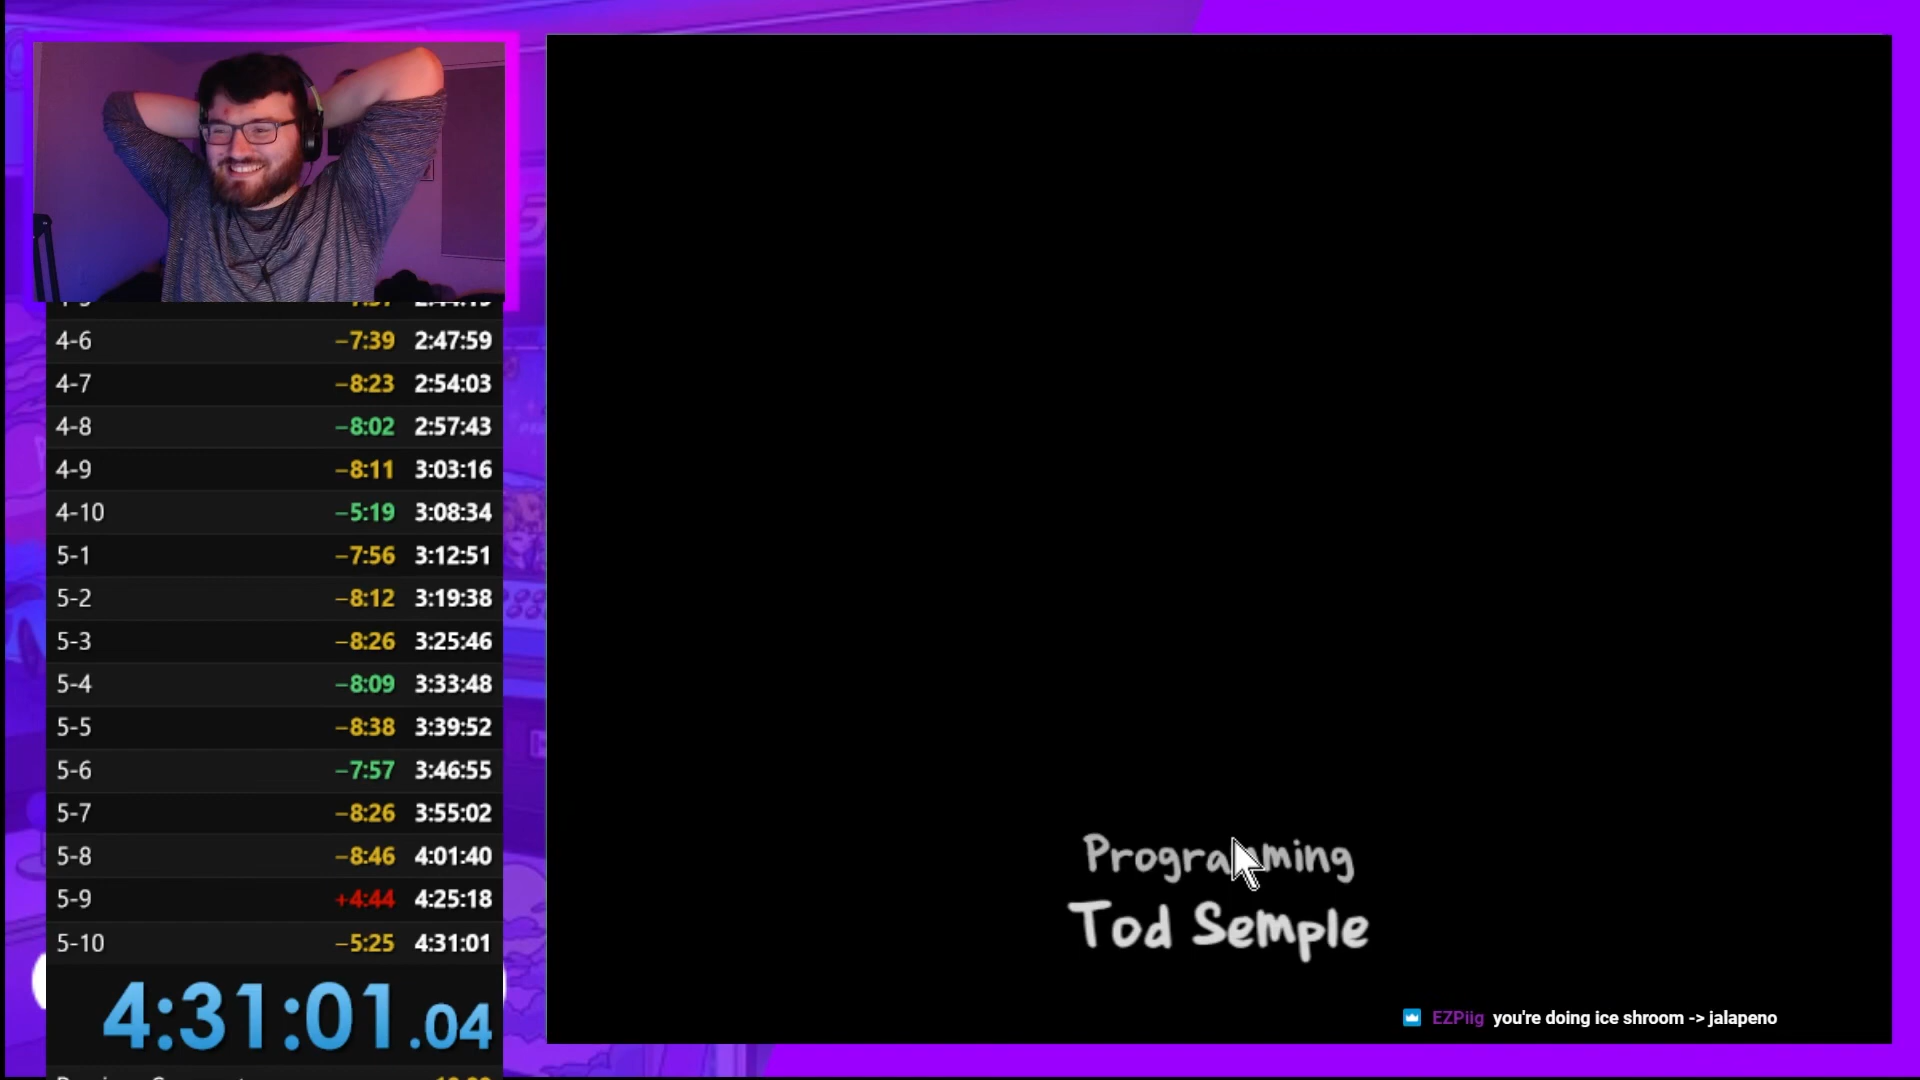 4-6 −7:39 2:47:59
4-7 −8:23 2:54:03
4-8 −8:02 2:57:43
4-9 −8:11 3:03:16
4-10 −5:19 3:08:34
5-1 −7:56 3:12:51
5-2 −8:12 3:19:38
5-3 −8:26 3:25:46
5-4 −8:09 3:33:48
5-5 −8:38 3:39:52
5-6 −7:57 3:46:55
5-7 −8:26 3:55:02
5-8 −8:46 4:01:40
5-9 +4:44 4:25:18
5-10 −5:25 4:31:01
4:31:01.04
Programming
Tod Semple
EZPiig you're doing ice shroom -> jalapeno